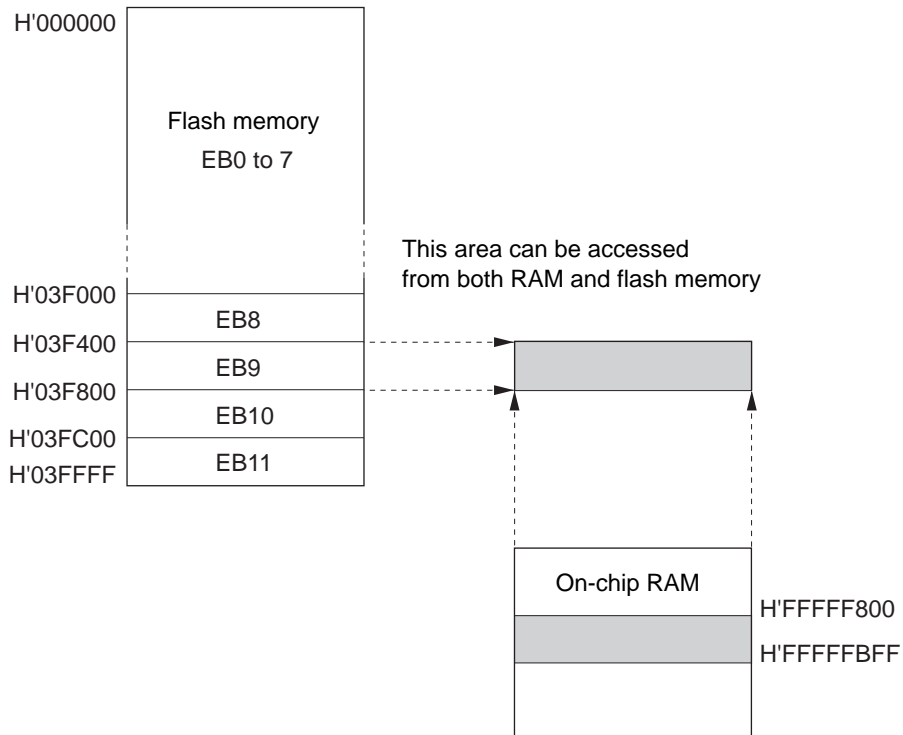 H'000000
Flash memory
EB0 to 7
This area can be accessed
from both RAM and flash memory
H'03F000
EB8
H'03F400
EB9
H'03F800
EB10
H'03FC00
EB11
H'03FFFF
On-chip RAM
H'FFFFF800
H'FFFFFBFF